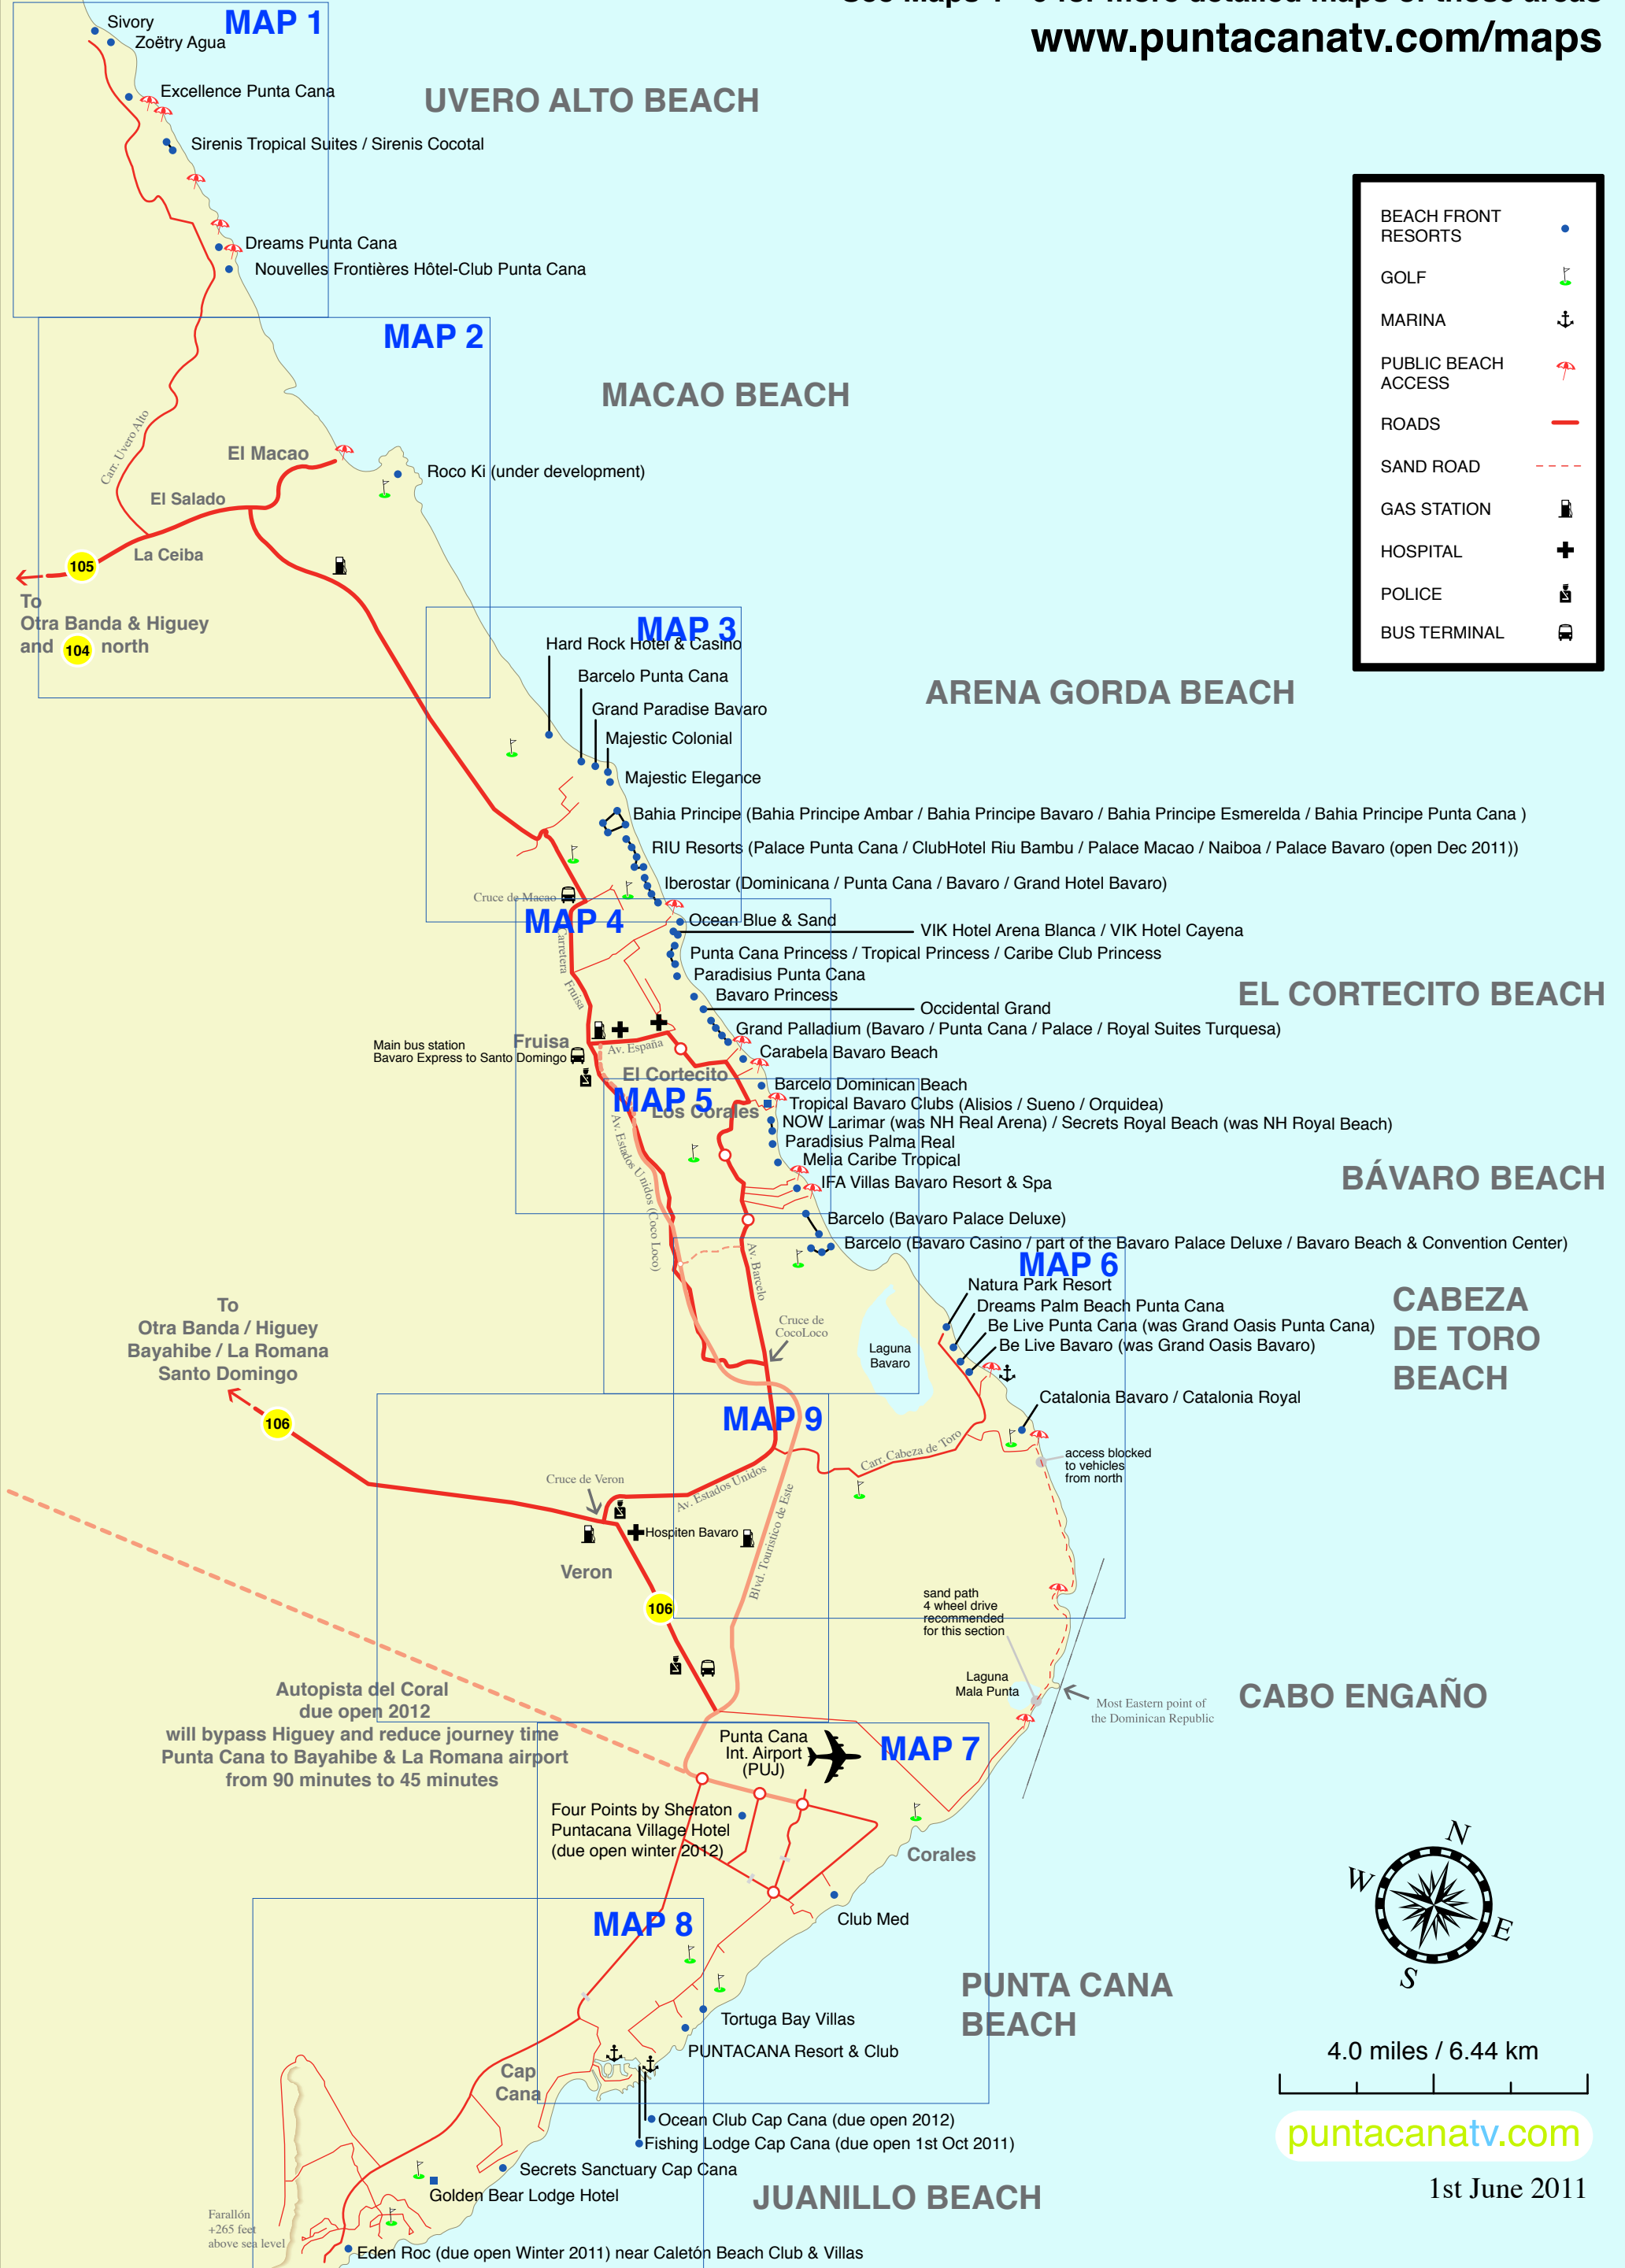 www.puntacanatv.com/maps
MAP 1
Sivory
Zoëtry Agua
Excellence Punta Cana
UVERO ALTO BEACH
Sirenis Tropical Suites / Sirenis Cocotal
Dreams Punta Cana
Nouvelles Frontières Hôtel-Club Punta Cana
BEACH FRONT
RESORTS
GOLF
MARINA
PUBLIC BEACH
ACCESS
ROADS
SAND ROAD
GAS STATION
HOSPITAL
POLICE
BUS TERMINAL
MAP 2
MACAO BEACH
Carr. Uvero Alto
El Macao
Roco Ki (under development)
El Salado
La Ceiba
105
To
Otra Banda & Higuey
and 104 north
MAP 3
Hard Rock Hotel & Casino
Barcelo Punta Cana
ARENA GORDA BEACH
Grand Paradise Bavaro
Majestic Colonial
Majestic Elegance
Bahia Principe (Bahia Principe Ambar / Bahia Principe Bavaro / Bahia Principe Esmerelda / Bahia Principe Punta Cana )
RIU Resorts (Palace Punta Cana / ClubHotel Riu Bambu / Palace Macao / Naiboa / Palace Bavaro (open Dec 2011))
Iberostar (Dominicana / Punta Cana / Bavaro / Grand Hotel Bavaro)
Cruce de Macao
MAP 4
Ocean Blue & Sand
VIK Hotel Arena Blanca / VIK Hotel Cayena
Punta Cana Princess / Tropical Princess / Caribe Club Princess
Carretera Fruisa
Paradisius Punta Cana
Bavaro Princess
EL CORTECITO BEACH
Occidental Grand
Grand Palladium (Bavaro / Punta Cana / Palace / Royal Suites Turquesa)
Fruisa
Main bus station
Bavaro Express to Santo Domingo
Av. España
Carabela Bavaro Beach
El Cortecito
Barcelo Dominican Beach
MAP 5
Los Corales
Tropical Bavaro Clubs (Alisios / Sueno / Orquidea)
NOW Larimar (was NH Real Arena) / Secrets Royal Beach (was NH Royal Beach)
Paradisius Palma Real
Melia Caribe Tropical
BÁVARO BEACH
IFA Villas Bavaro Resort & Spa
Av. Estados Unidos (Coco Loco)
Barcelo (Bavaro Palace Deluxe)
Barcelo (Bavaro Casino / part of the Bavaro Palace Deluxe / Bavaro Beach & Convention Center)
Av. Barcelo
MAP 6
Natura Park Resort
Dreams Palm Beach Punta Cana
Be Live Punta Cana (was Grand Oasis Punta Cana)
Be Live Bavaro (was Grand Oasis Bavaro)
CABEZA
DE TORO
BEACH
Cruce de
CocoLoco
Laguna
Bavaro
Catalonia Bavaro / Catalonia Royal
To
Otra Banda / Higuey
Bayahibe / La Romana
Santo Domingo
106
MAP 9
Carr. Cabeza de Toro
access blocked
to vehicles
from north
Cruce de Veron
Av. Estados Unidos
Hospiten Bavaro
Blvd. Touristico de Este
Veron
106
sand path
4 wheel drive
recommended
for this section
Laguna
Mala Punta
Most Eastern point of
the Dominican Republic
CABO ENGAÑO
Autopista del Coral
due open 2012
will bypass Higuey and reduce journey time
Punta Cana to Bayahibe & La Romana airport
from 90 minutes to 45 minutes
Punta Cana
Int. Airport
(PUJ)
MAP 7
Four Points by Sheraton
Puntacana Village Hotel
(due open winter 2012)
Corales
Club Med
MAP 8
N
W
E
S
PUNTA CANA
BEACH
Tortuga Bay Villas
PUNTACANA Resort & Club
4.0 miles / 6.44 km
Cap
Cana
Ocean Club Cap Cana (due open 2012)
Fishing Lodge Cap Cana (due open 1st Oct 2011)
puntacanatv.com
Secrets Sanctuary Cap Cana
Golden Bear Lodge Hotel
JUANILLO BEACH
1st June 2011
Farallón
+265 feet
above sea level
Eden Roc (due open Winter 2011) near Caletón Beach Club & Villas